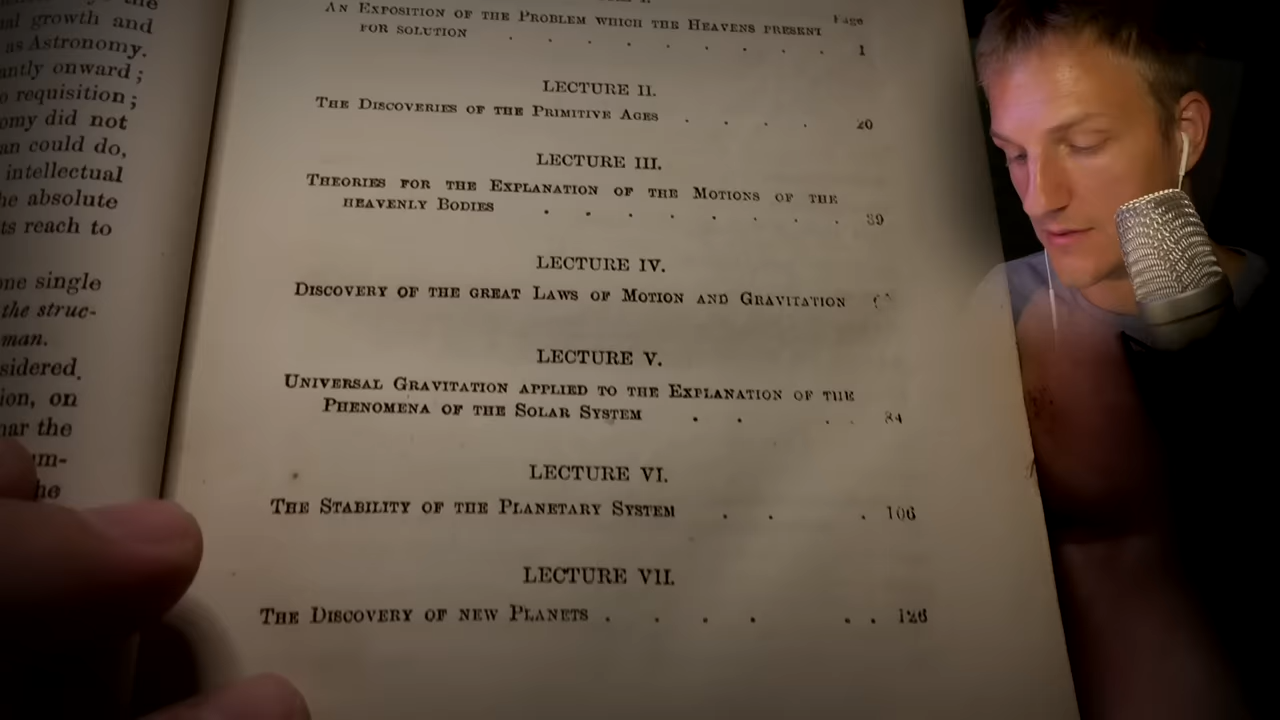 al growth and
as Astronomy.
antly onward;
o requisition;
omy did not
an could do,
intellectual
he absolute
ts reach to
one single
the struc-
man.
sidered.
ion, on
nar the
um-
he
Page
AN EXPOSITION OF THE PROBLEM WHICH THE HEAVENS PRESENT
FOR SOLUTION . . . . . . . . . 1
LECTURE II.
THE DISCOVERIES OF THE PRIMITIVE AGES . . . . 20
LECTURE III.
THEORIES FOR THE EXPLANATION OF THE MOTIONS OF THE
HEAVENLY BODIES . . . . . . . . 39
LECTURE IV.
DISCOVERY OF THE GREAT LAWS OF MOTION AND GRAVITATION
LECTURE V.
UNIVERSAL GRAVITATION APPLIED TO THE EXPLANATION OF THE
PHENOMENA OF THE SOLAR SYSTEM . . . . 84
LECTURE VI.
THE STABILITY OF THE PLANETARY SYSTEM . . . 106
LECTURE VII.
THE DISCOVERY OF NEW PLANETS . . . . . . 126